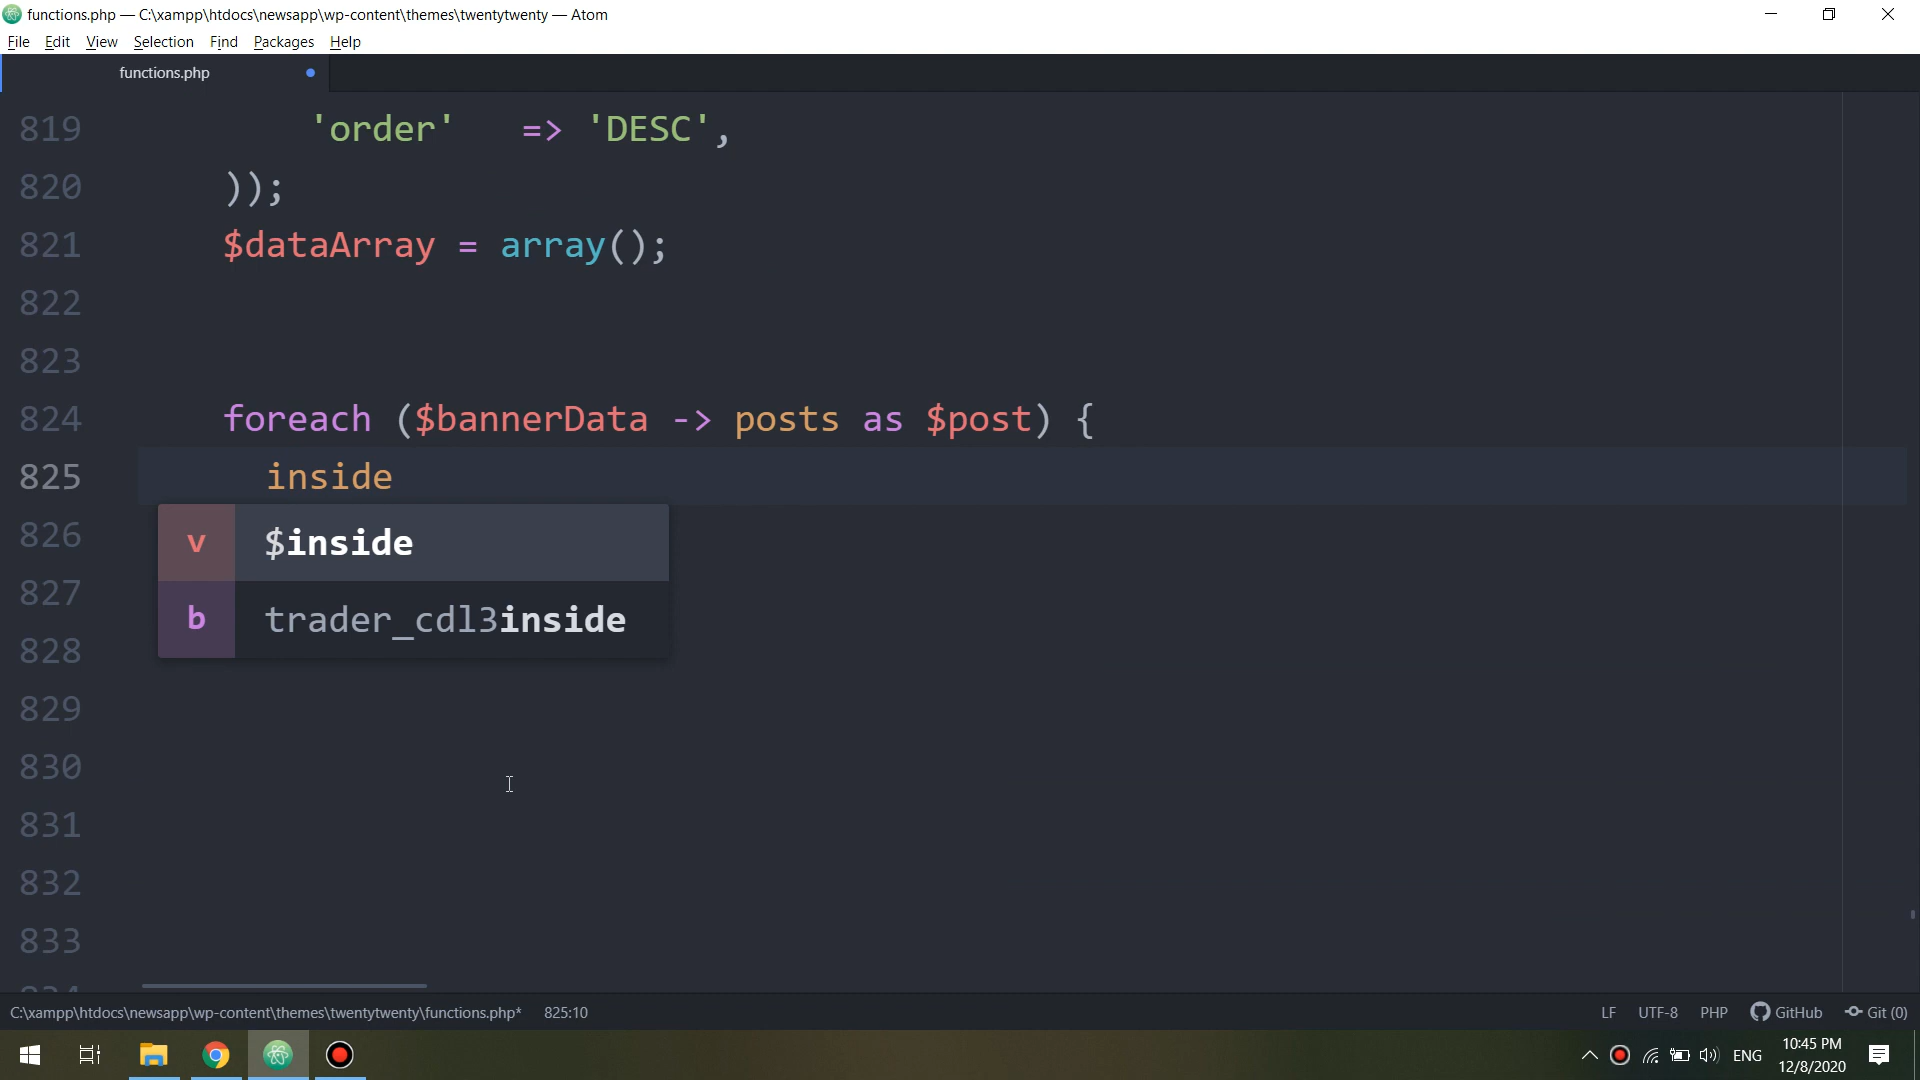 functions.php — C:\xampp\htdocs\newsapp\wp-content\themes\twentytwenty — Atom
File Edit View Selection Find Packages Help
functions.php
819 'order' => 'DESC',
820 ));
821 $dataArray = array();
822
823
824 foreach ($bannerData -> posts as $post) {
825 inside
826 v $inside
827
828 b trader_cdl3inside
829
830
831
832
833
834
C:\xampp\htdocs\newsapp\wp-content\themes\twentytwenty\functions.php* 825:10 LF UTF-8 PHP GitHub Git (0)
ENG 10:45 PM
12/8/2020